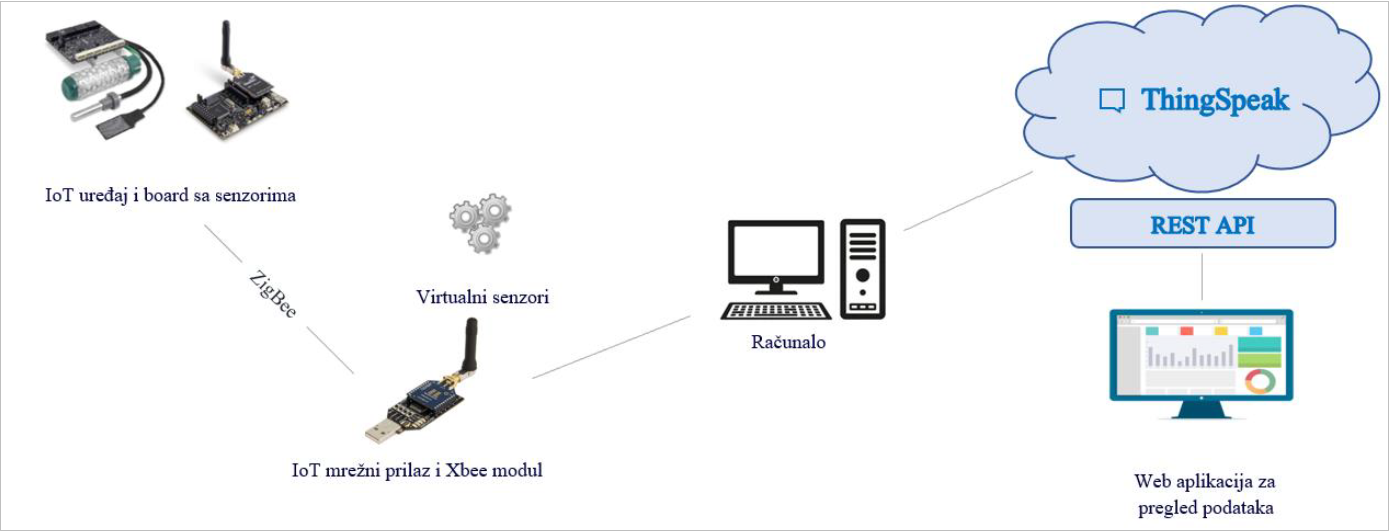 IoT uređaj i board sa senzorima
ZigBee
Virtualni senzori
IoT mrežni prilaz i Xbee modul
Računalo
ThingSpeak
REST API
Web aplikacija za
pregled podataka